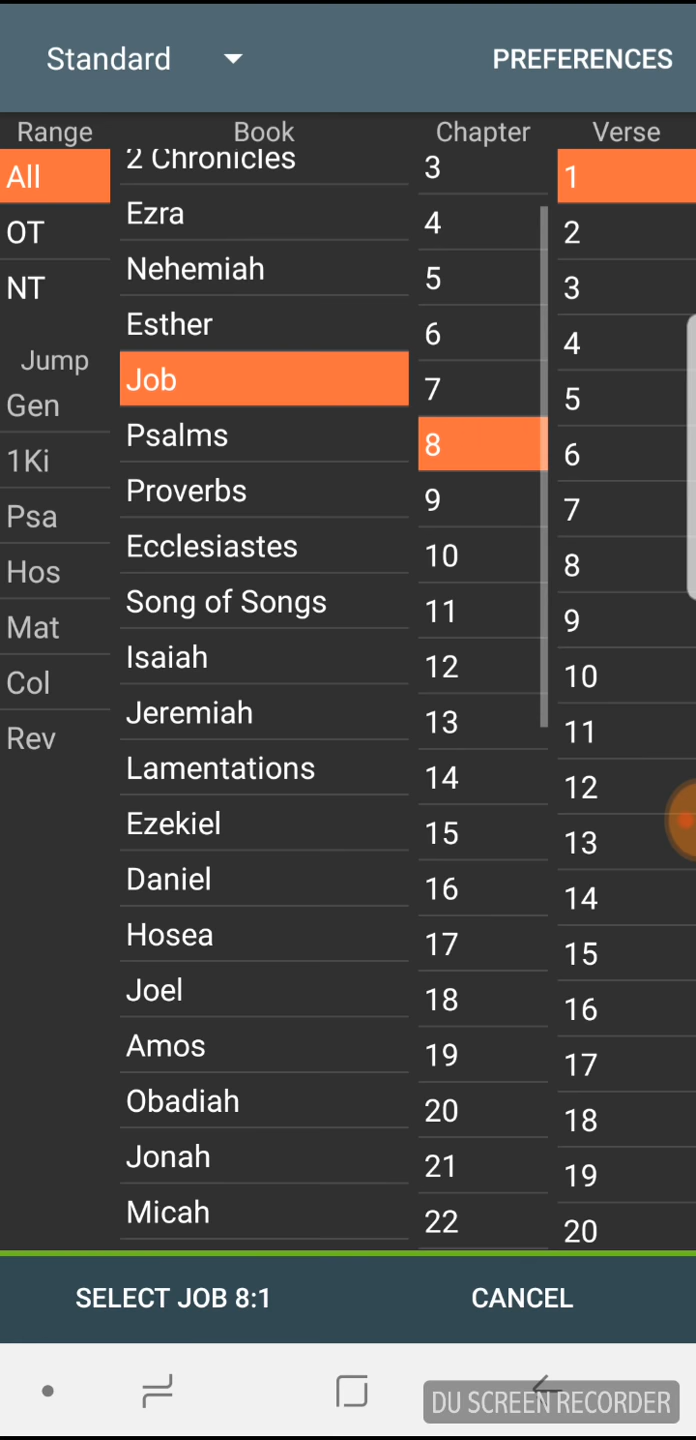 Standard
PREFERENCES
Range
Book
Chapter
Verse
All
OT
NT
Jump
Gen
1Ki
Psa
Hos
Mat
Col
Rev
2 Chronicles
Ezra
Nehemiah
Esther
Job
Psalms
Proverbs
Ecclesiastes
Song of Songs
Isaiah
Jeremiah
Lamentations
Ezekiel
Daniel
Hosea
Joel
Amos
Obadiah
Jonah
Micah
3
4
5
6
7
8
9
10
11
12
13
14
15
16
17
18
19
20
21
22
1
2
3
4
5
6
7
8
9
10
11
12
13
14
15
16
17
18
19
20
SELECT JOB 8:1
CANCEL
DU SCREEN RECORDER